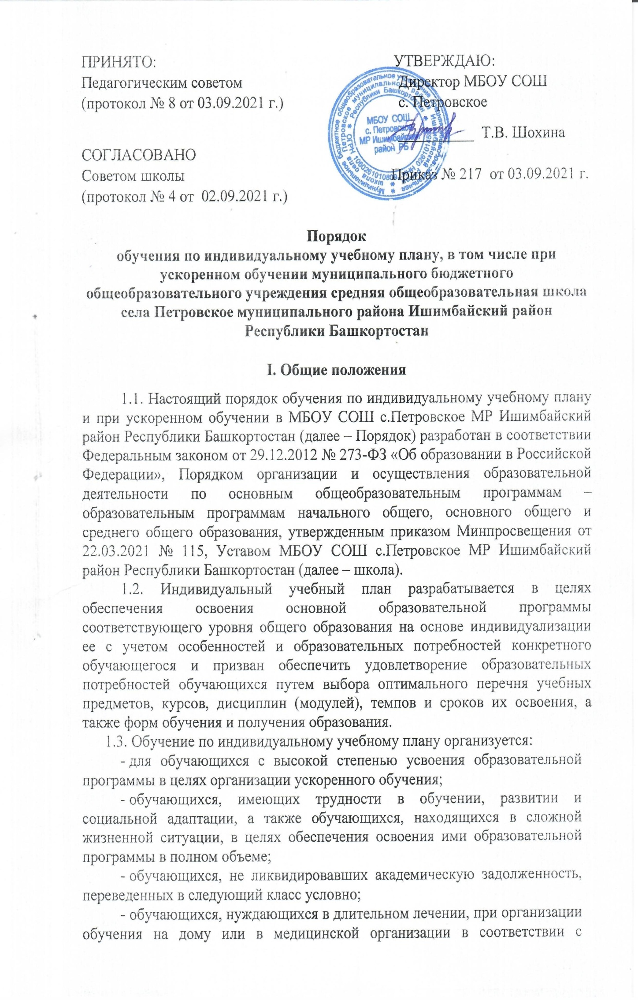 ПРИНЯТО:
Педагогическим советом
(протокол № 8 от 03.09.2021 г.)
СОГЛАСОВАНО
Советом школы
(протокол № 4 от 02.09.2021 г.)
УТВЕРЖДАЮ:
Директор МБОУ СОШ
с. Петровское
Т.В. Шохина
Приказ № 217 от 03.09.2021 г.
МБОУ СОШ
с. Петровское
МР Ишимбайский
район РБ
Порядок
обучения по индивидуальному учебному плану, в том числе при
ускоренном обучении муниципального бюджетного
общеобразовательного учреждения средняя общеобразовательная школа
села Петровское муниципального района Ишимбайский район
Республики Башкортостан
I. Общие положения
1.1. Настоящий порядок обучения по индивидуальному учебному плану
и при ускоренном обучении в МБОУ СОШ с.Петровское МР Ишимбайский
район Республики Башкортостан (далее – Порядок) разработан в соответствии
Федеральным законом от 29.12.2012 № 273-ФЗ «Об образовании в Российской
Федерации», Порядком организации и осуществления образовательной
деятельности по основным общеобразовательным программам –
образовательным программам начального общего, основного общего и
среднего общего образования, утвержденным приказом Минпросвещения от
22.03.2021 № 115, Уставом МБОУ СОШ с.Петровское МР Ишимбайский
район Республики Башкортостан (далее – школа).
1.2. Индивидуальный учебный план разрабатывается в целях
обеспечения освоения основной образовательной программы
соответствующего уровня общего образования на основе индивидуализации
ее с учетом особенностей и образовательных потребностей конкретного
обучающегося и призван обеспечить удовлетворение образовательных
потребностей обучающихся путем выбора оптимального перечня учебных
предметов, курсов, дисциплин (модулей), темпов и сроков их освоения, а
также форм обучения и получения образования.
1.3. Обучение по индивидуальному учебному плану организуется:
- для обучающихся с высокой степенью усвоения образовательной
программы в целях организации ускоренного обучения;
- обучающихся, имеющих трудности в обучении, развитии и
социальной адаптации, а также обучающихся, находящихся в сложной
жизненной ситуации, в целях обеспечения освоения ими образовательной
программы в полном объеме;
- обучающихся, не ликвидировавших академическую задолженность,
переведенных в следующий класс условно;
- обучающихся, нуждающихся в длительном лечении, при организации
обучения на дому или в медицинской организации в соответствии с